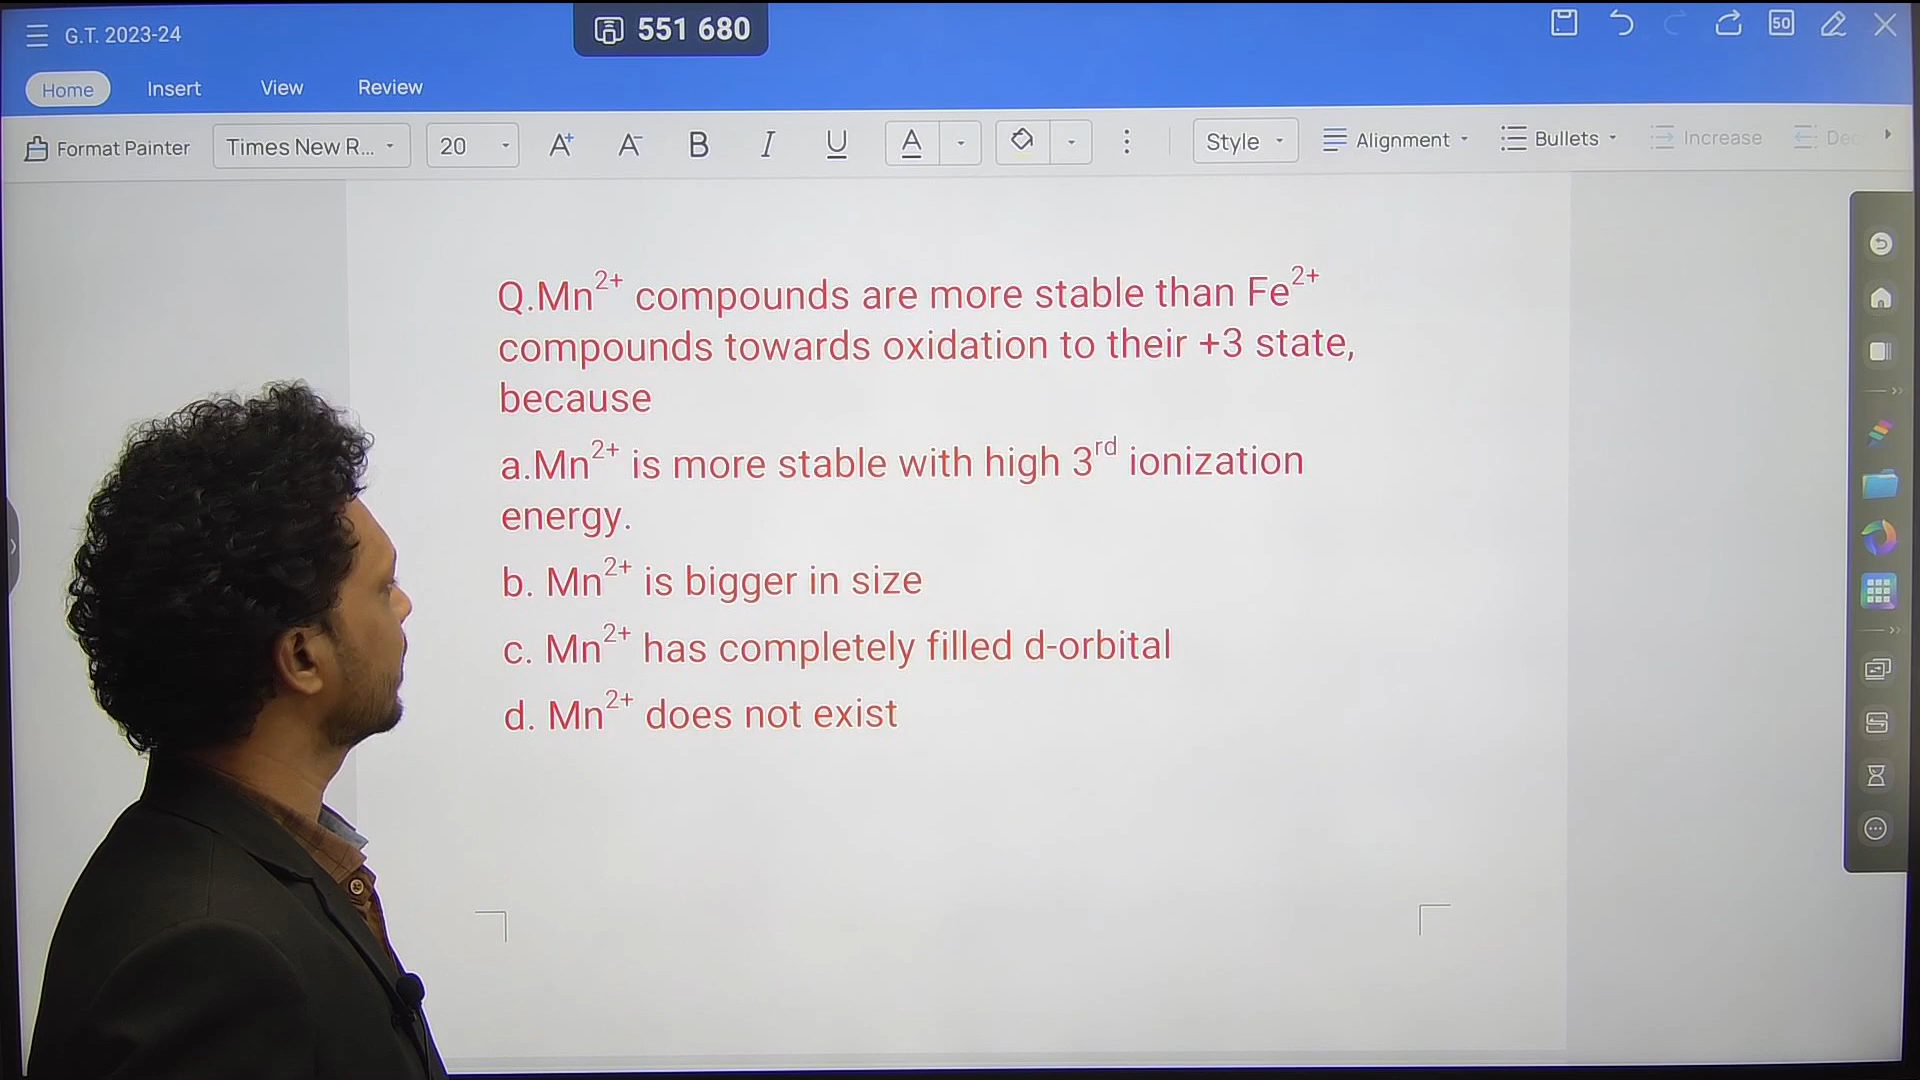 G.T. 2023-24
551 680
50
Home Insert View Review
Format Painter Times New R... 20 A+ A- B I U A Style Alignment Bullets Increase Dec
Q.Mn2+ compounds are more stable than Fe2+
compounds towards oxidation to their +3 state,
because
a.Mn2+ is more stable with high 3rd ionization
energy.
b. Mn2+ is bigger in size
c. Mn2+ has completely filled d-orbital
d. Mn2+ does not exist